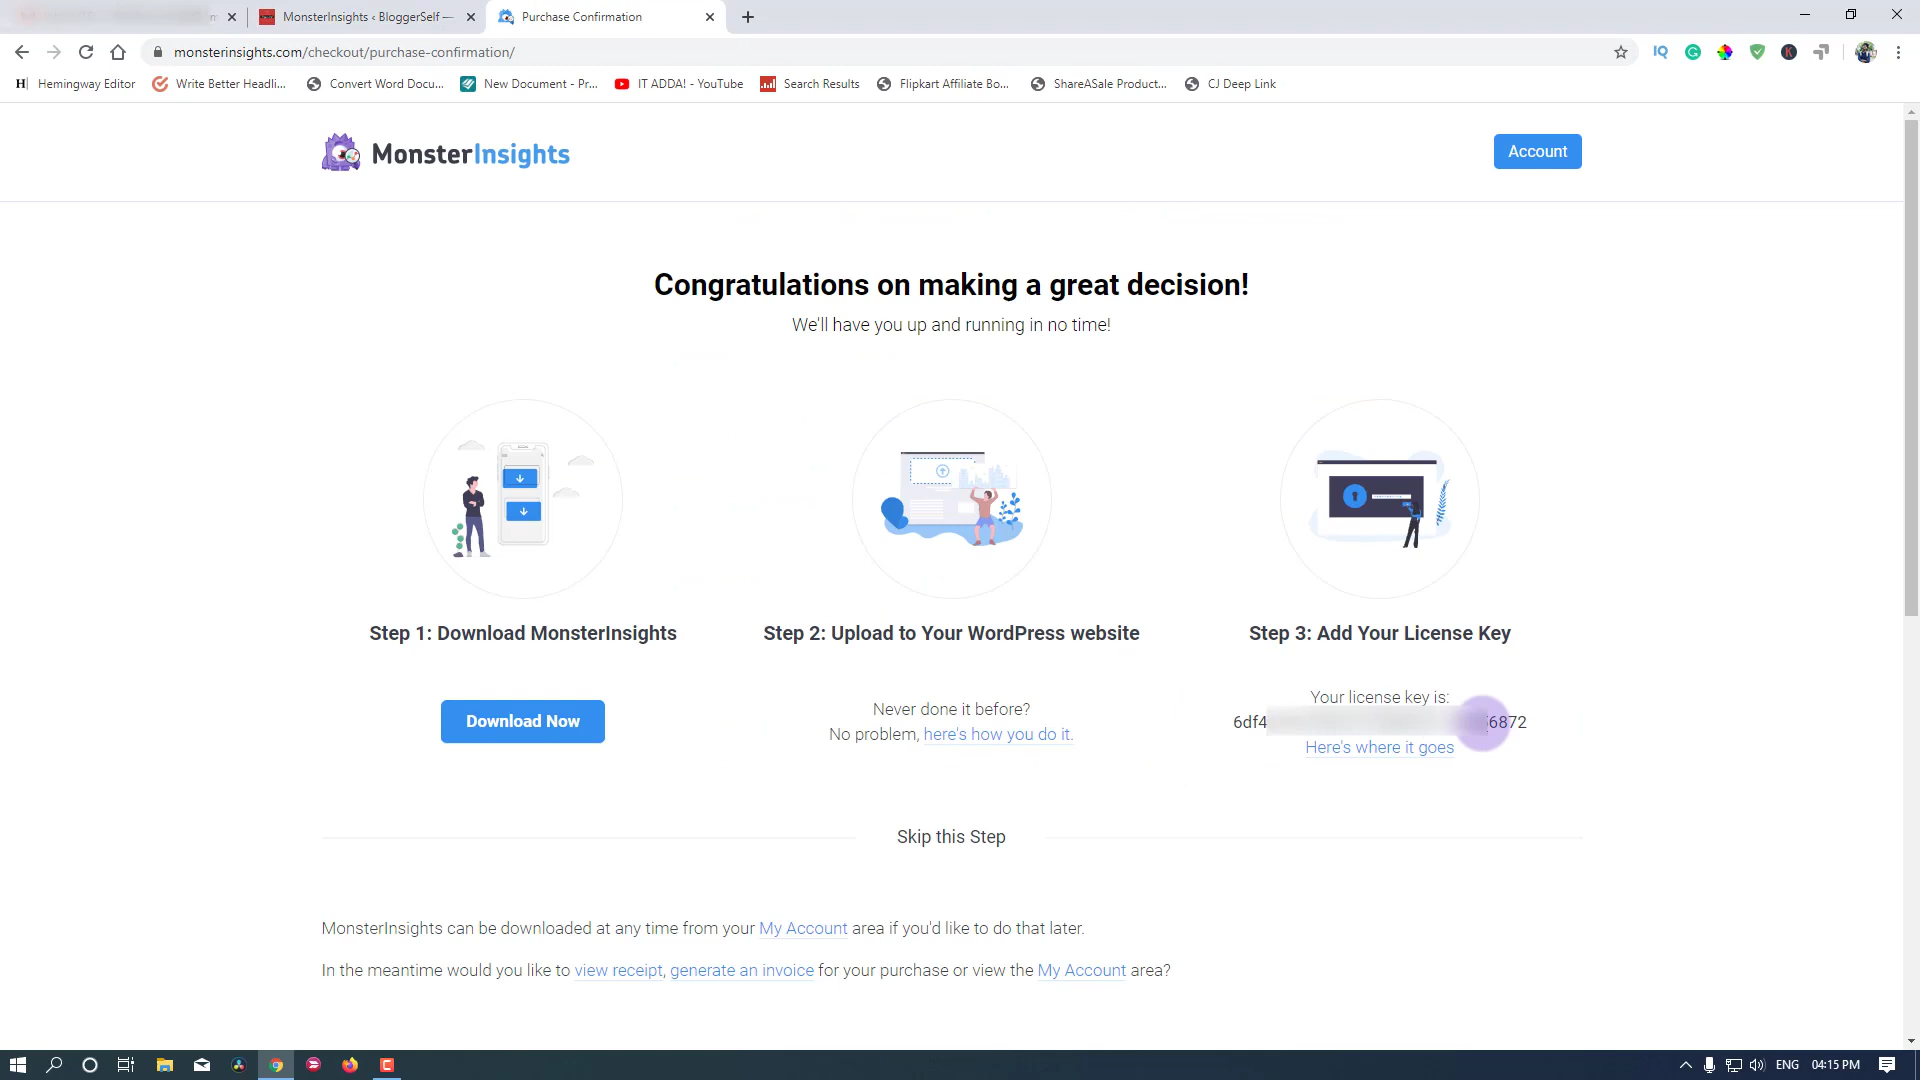 MonsterInsights ‹ BloggerSelf —
Purchase Confirmation
monsterinsights.com/checkout/purchase-confirmation/
Hemingway Editor
Write Better Headli...
Convert Word Docu...
New Document - Pr...
IT ADDA! - YouTube
Search Results
Flipkart Affiliate Bo...
ShareASale Product...
CJ Deep Link
MonsterInsights
Account
Congratulations on making a great decision!
We'll have you up and running in no time!
Step 1: Download MonsterInsights
Download Now
Step 2: Upload to Your WordPress website
Never done it before?
No problem, here's how you do it.
Step 3: Add Your License Key
Your license key is:
6df4 6872
Here's where it goes
Skip this Step
MonsterInsights can be downloaded at any time from your My Account area if you'd like to do that later.
In the meantime would you like to view receipt, generate an invoice for your purchase or view the My Account area?
ENG
04:15 PM